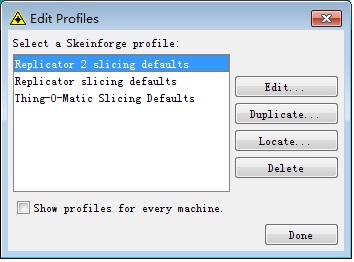 Edit Profiles
Select a Skeinforge profile:
Replicator 2 slicing defaults
Replicator slicing defaults
Thing-O-Matic Slicing Defaults
Edit...
Duplicate...
Locate...
Delete
Show profiles for every machine.
Done